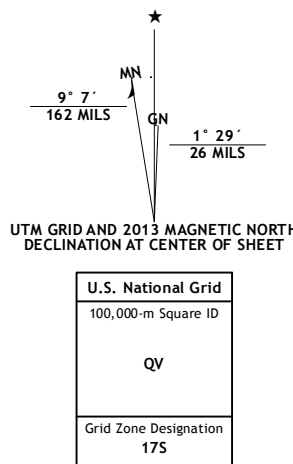 ★
MN
9° 7´
162 MILS
GN
1° 29´
26 MILS
UTM GRID AND 2013 MAGNETIC NORTH
DECLINATION AT CENTER OF SHEET
U.S. National Grid
100,000-m Square ID
QV
Grid Zone Designation
17S